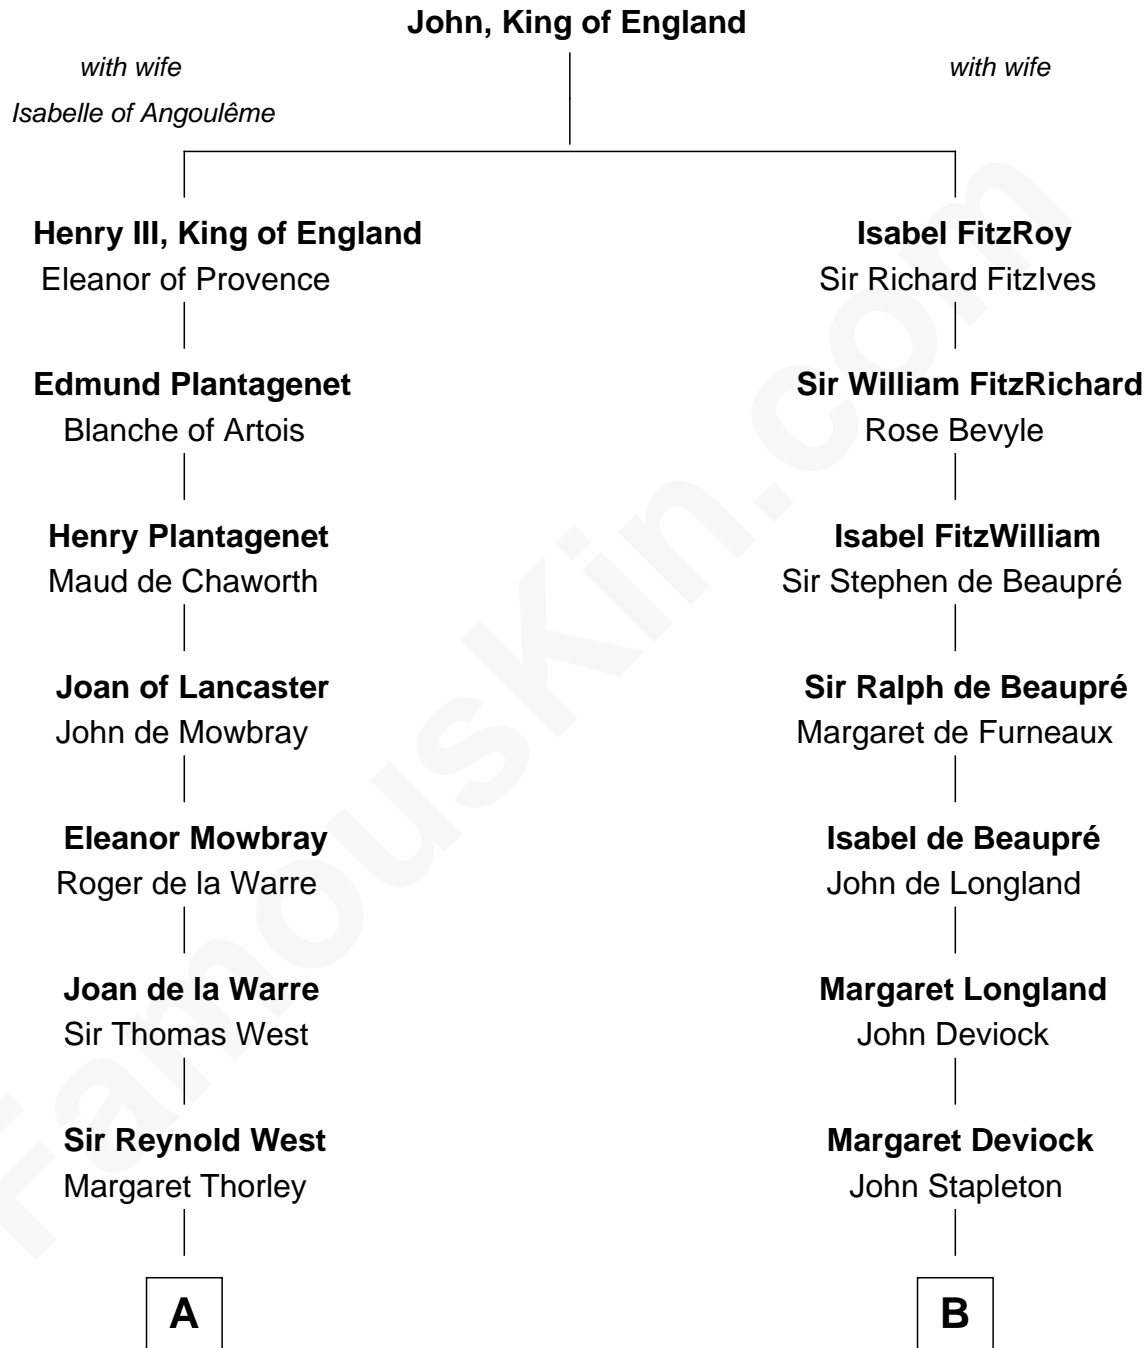 John, King of England
with wife
Isabelle of Angoulême
with wife
Henry III, King of England
Eleanor of Provence
Isabel FitzRoy
Sir Richard FitzIves
Edmund Plantagenet
Blanche of Artois
Sir William FitzRichard
Rose Bevyle
Henry Plantagenet
Maud de Chaworth
Isabel FitzWilliam
Sir Stephen de Beaupré
Joan of Lancaster
John de Mowbray
Sir Ralph de Beaupré
Margaret de Furneaux
Eleanor Mowbray
Roger de la Warre
Isabel de Beaupré
John de Longland
Joan de la Warre
Sir Thomas West
Margaret Longland
John Deviock
Sir Reynold West
Margaret Thorley
Margaret Deviock
John Stapleton
A
B
FamousKin.com